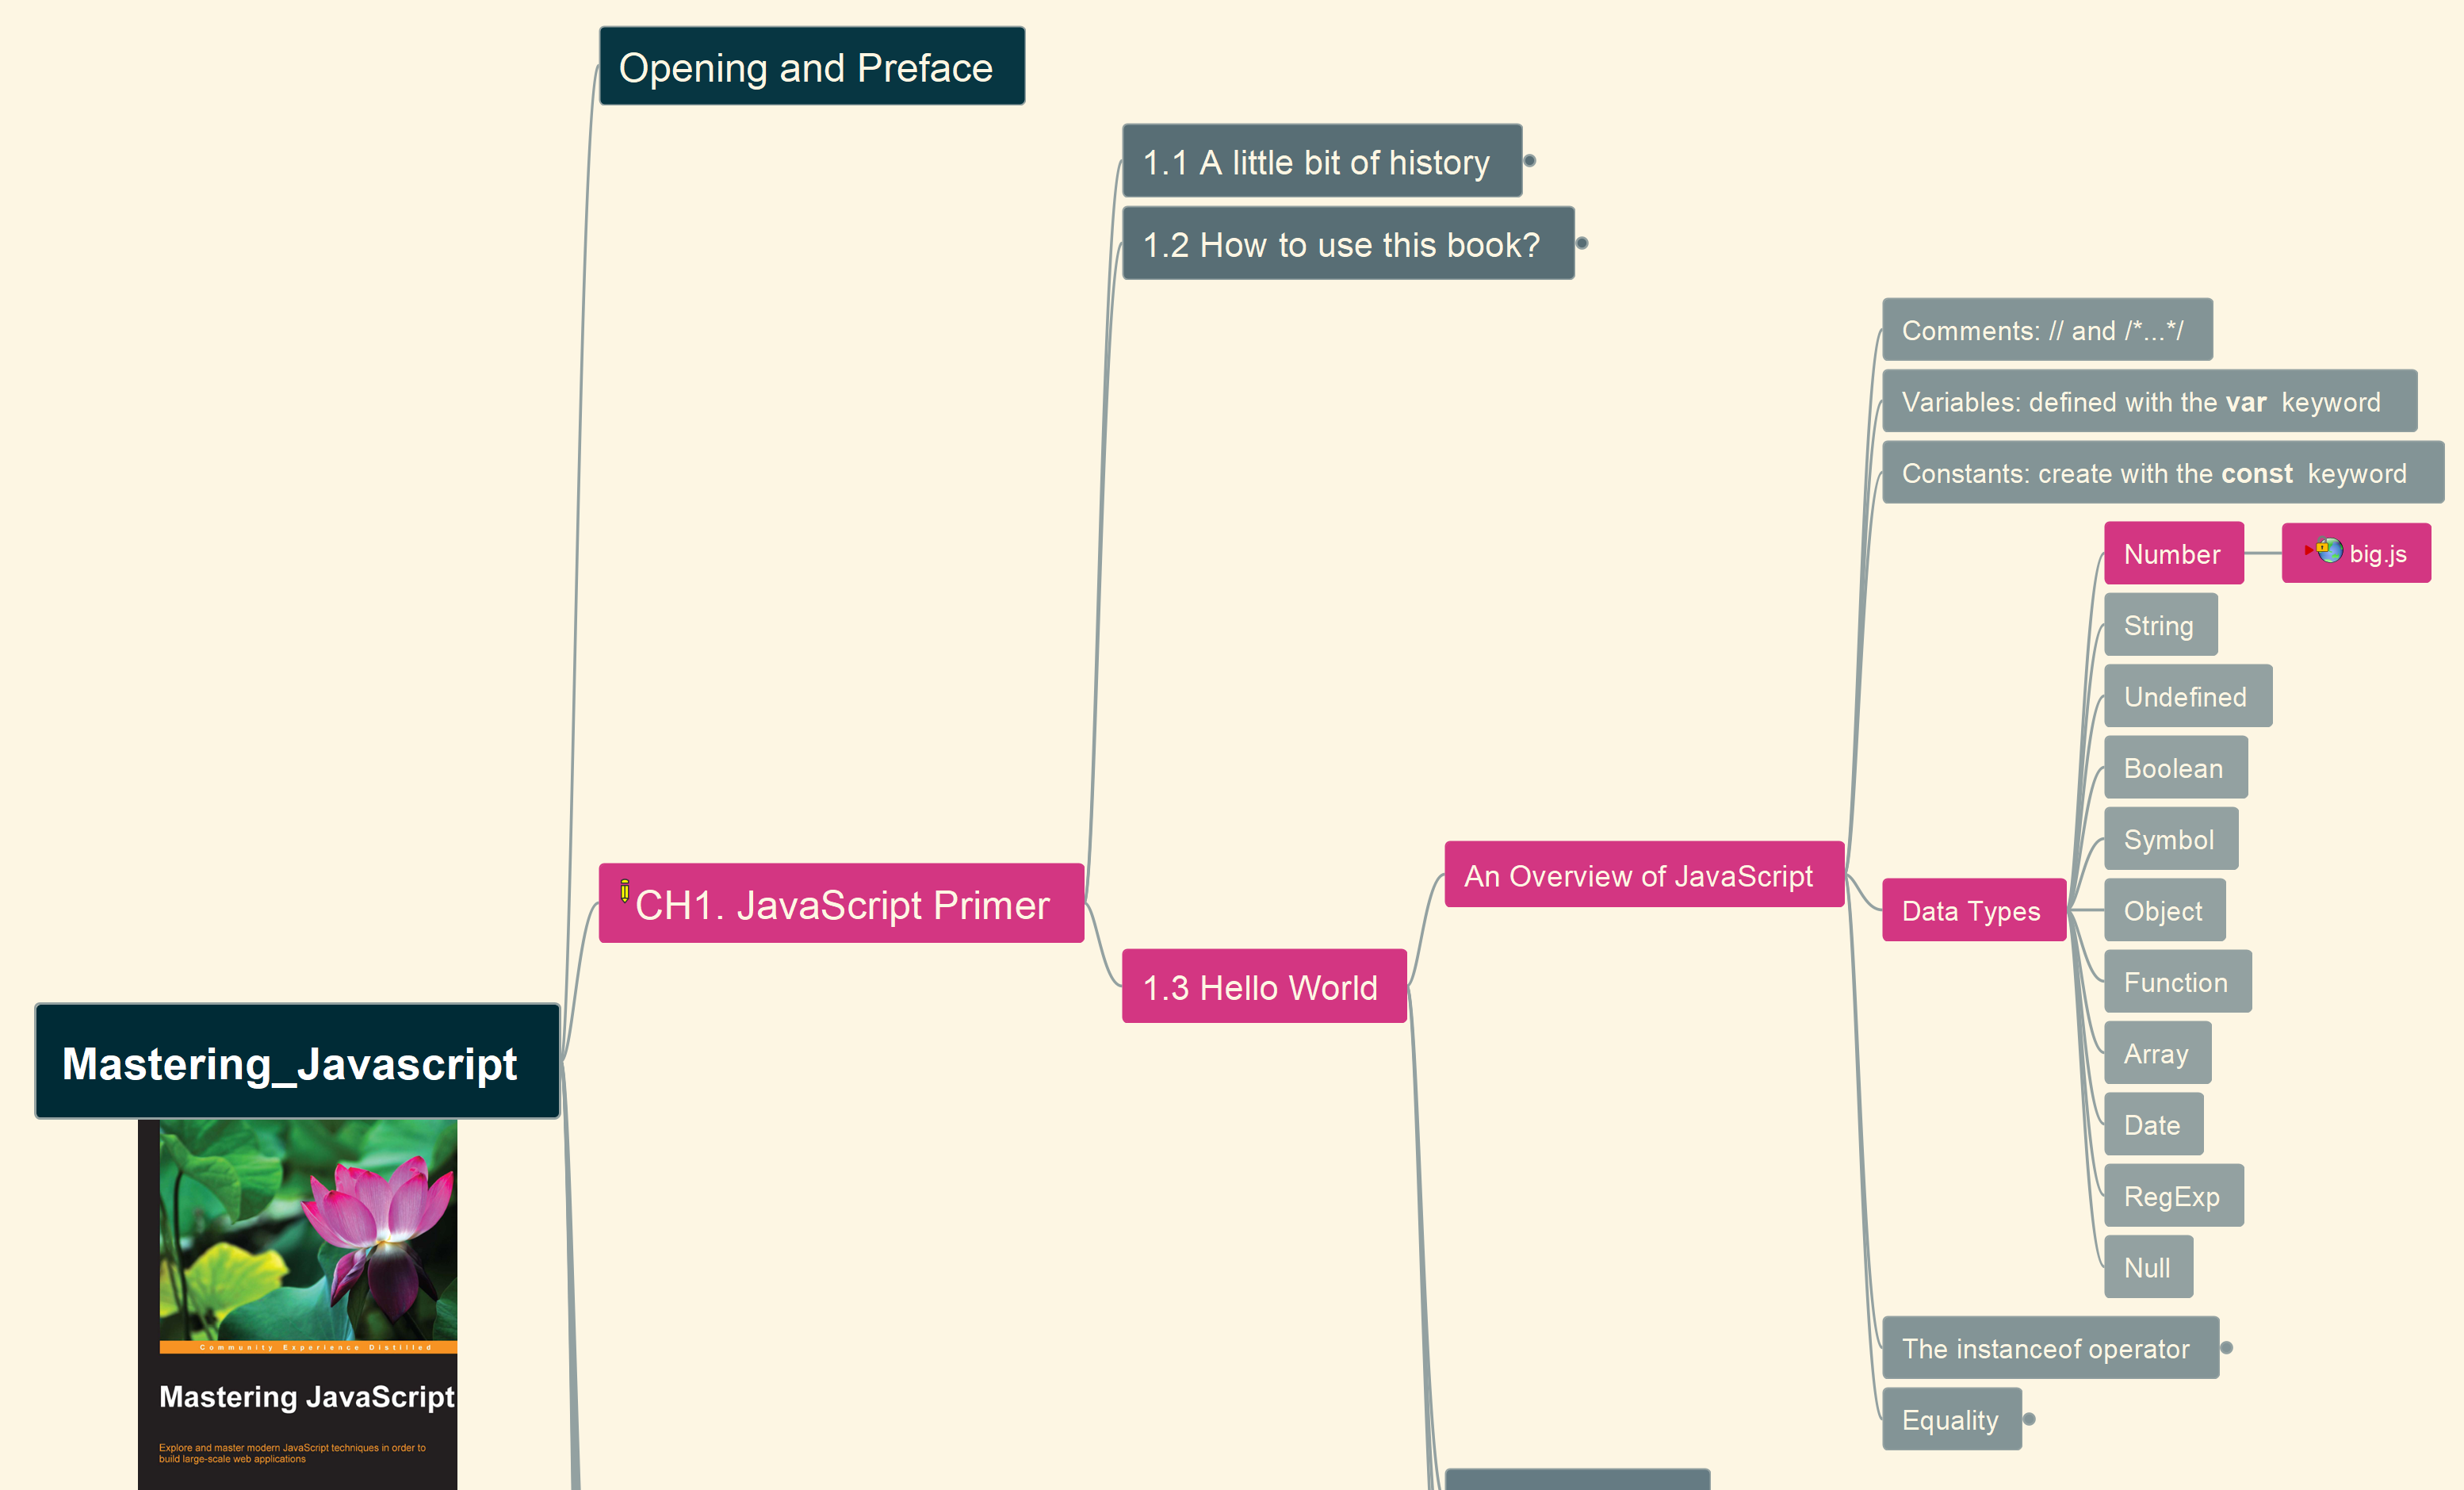 Opening and Preface
1.1 A little bit of history
1.2 How to use this book?
Comments: // and /*...*/
Variables: defined with the var keyword
Constants: create with the const keyword
Number
big.js
String
Undefined
Boolean
Symbol
CH1. JavaScript Primer
An Overview of JavaScript
Data Types
Object
1.3 Hello World
Function
Mastering_Javascript
Array
Date
RegExp
Null
The instanceof operator
Equality
Community Experience Distilled
Mastering JavaScript
Explore and master modern JavaScript techniques in order to
build large-scale web applications